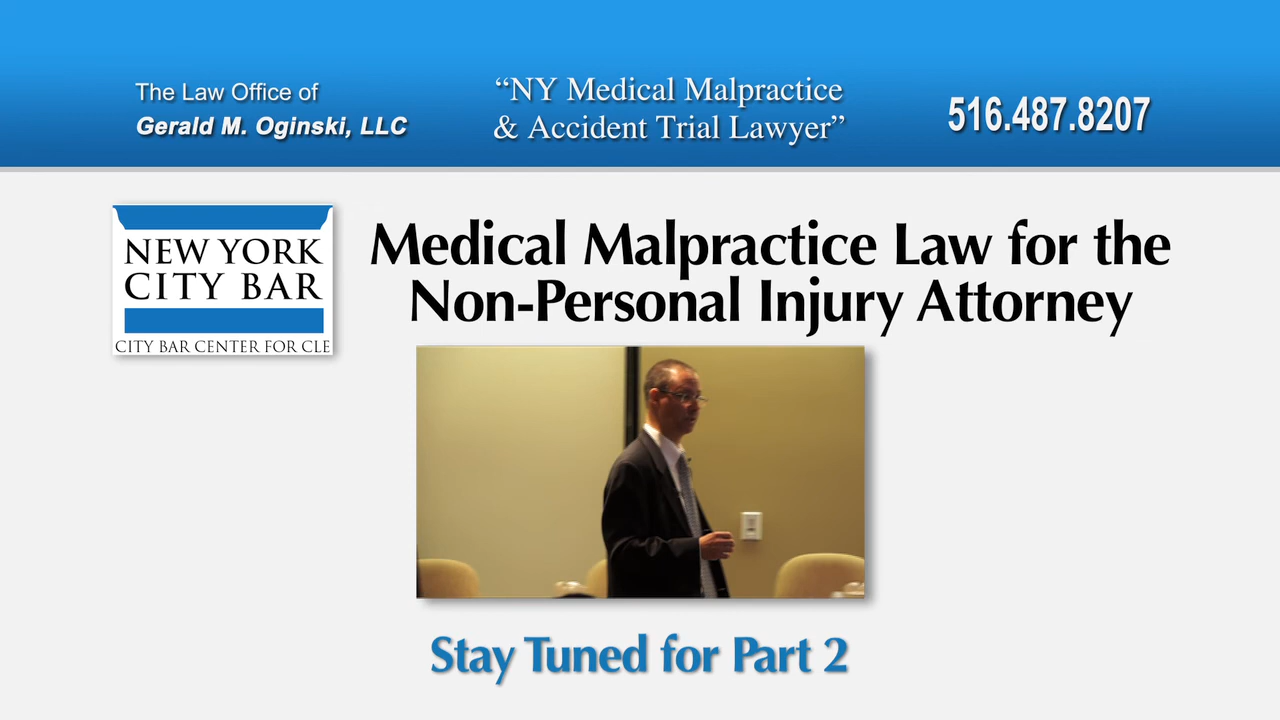 The Law Office of
Gerald M. Oginski, LLC
“NY Medical Malpractice
& Accident Trial Lawyer”
516.487.8207
NEW YORK
CITY BAR
CITY BAR CENTER FOR CLE
Medical Malpractice Law for the
Non-Personal Injury Attorney
Stay Tuned for Part 2